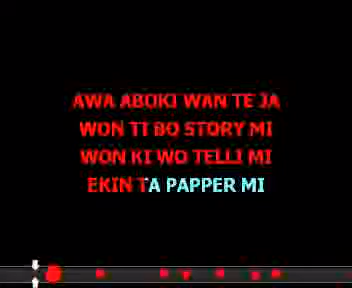 AWA ABOKI WAN TE JA
WON TI BO STORY MI
WON KI WO TELLI MI
EKIN TA PAPPER MI